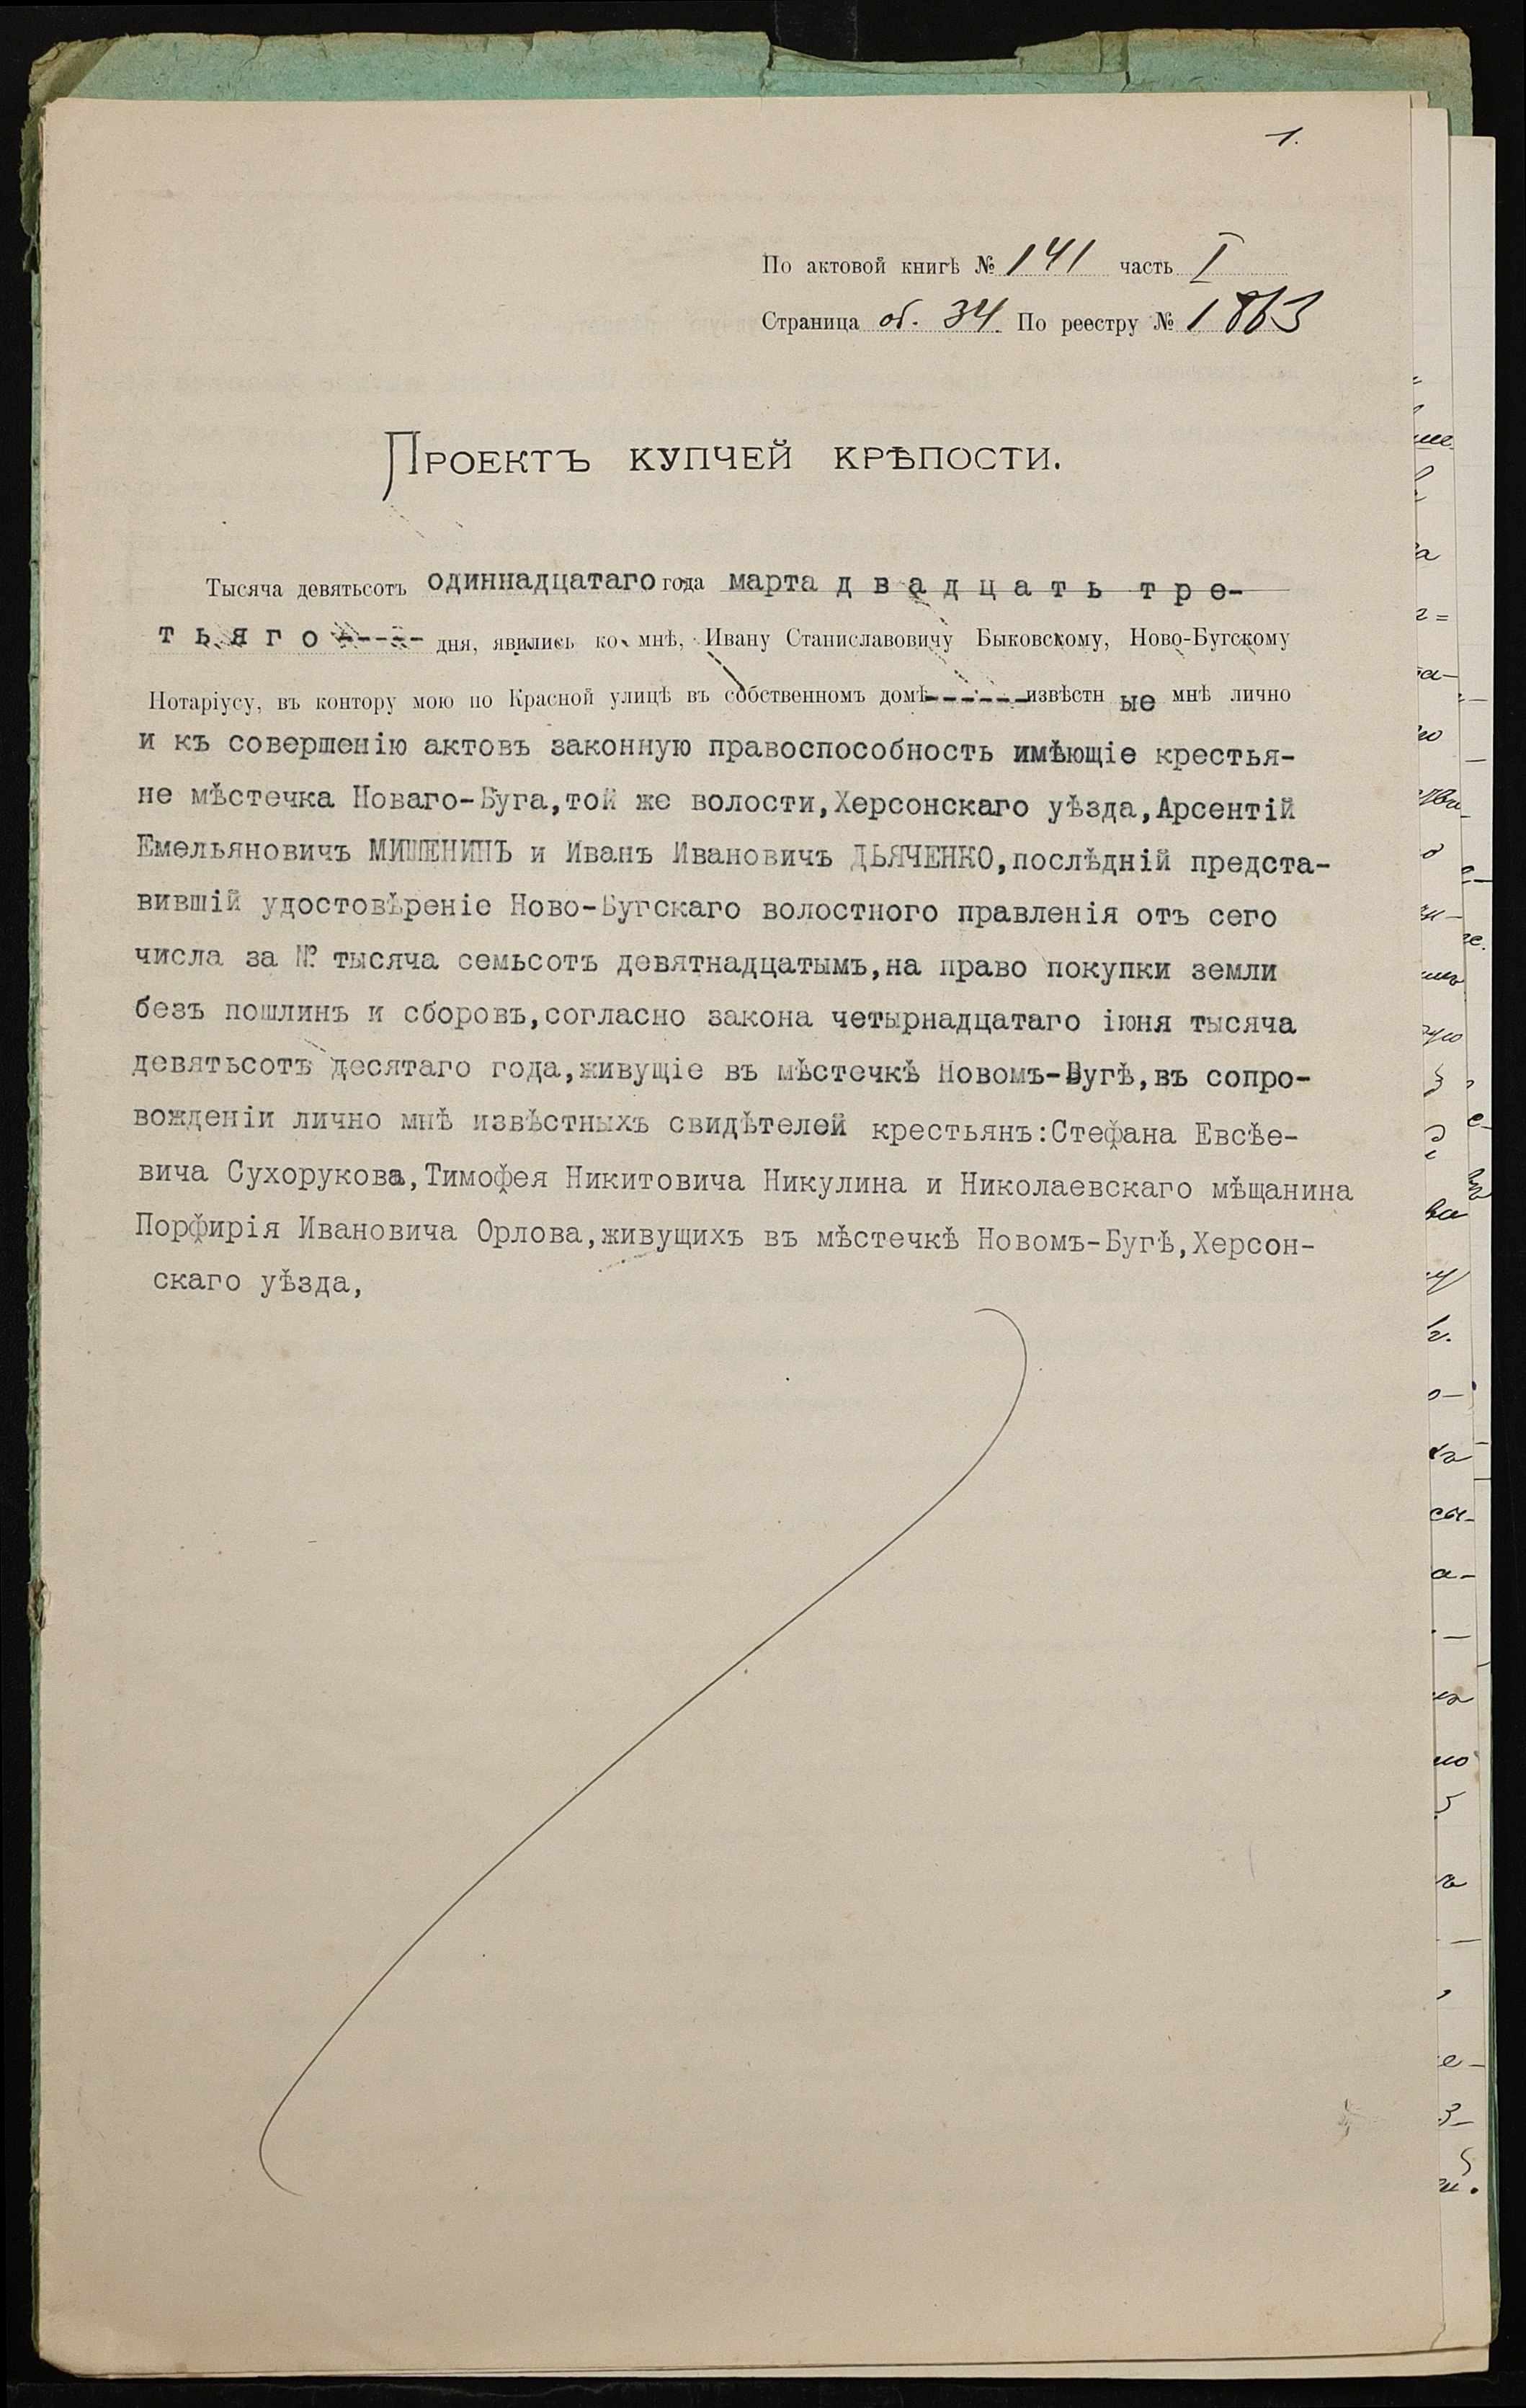 1.
По актовой книгѣ № 141 часть I
Страница об. 34. По реестру № 1863
Проектъ купчей крѣпости.
Тысяча девятьсотъ одиннадцатаго года марта д в а д ц а т ь т р е-
т ь я г о ----- дня, явились ко мнѣ, Ивану Станиславовичу Быковскому, Ново-Бугскому
Нотаріусу, въ контору мою по Красной улицѣ въ собственномъ домѣ------извѣстн ые мнѣ лично
и къ совершенію актовъ законную правоспособность имѣющіе крестья-
не мѣстечка Новаго-Буга,той же волости,Херсонскаго уѣзда,Арсентій
Емельяновичъ МИШЕНИНЪ и Иванъ Ивановичъ ДЬЯЧЕНКО,послѣдній предста-
вившій удостовѣреніе Ново-Бугскаго волостного правленія отъ сего
числа за № тысяча семьсотъ девятнадцатымъ,на право покупки земли
безъ пошлинъ и сборовъ,согласно закона четырнадцатаго іюня тысяча
девятьсотъ десятаго года,живущіе въ мѣстечкѣ Новомъ-Бугѣ,въ сопро-
вожденіи лично мнѣ извѣстныхъ свидѣтелей крестьянъ:Стефана Евсѣе-
вича Сухорукова,Тимофея Никитовича Никулина и Николаевскаго мѣщанина
Порфирія Ивановича Орлова,живущихъ въ мѣстечкѣ Новомъ-Бугѣ,Херсон-
скаго уѣзда,